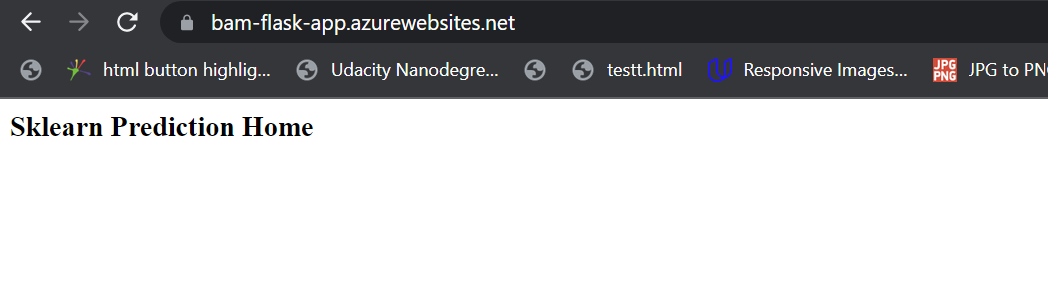 bam-flask-app.azurewebsites.net
html button highlig... Udacity Nanodegre... testt.html Responsive Images... JPG PNG JPG to PN
Sklearn Prediction Home